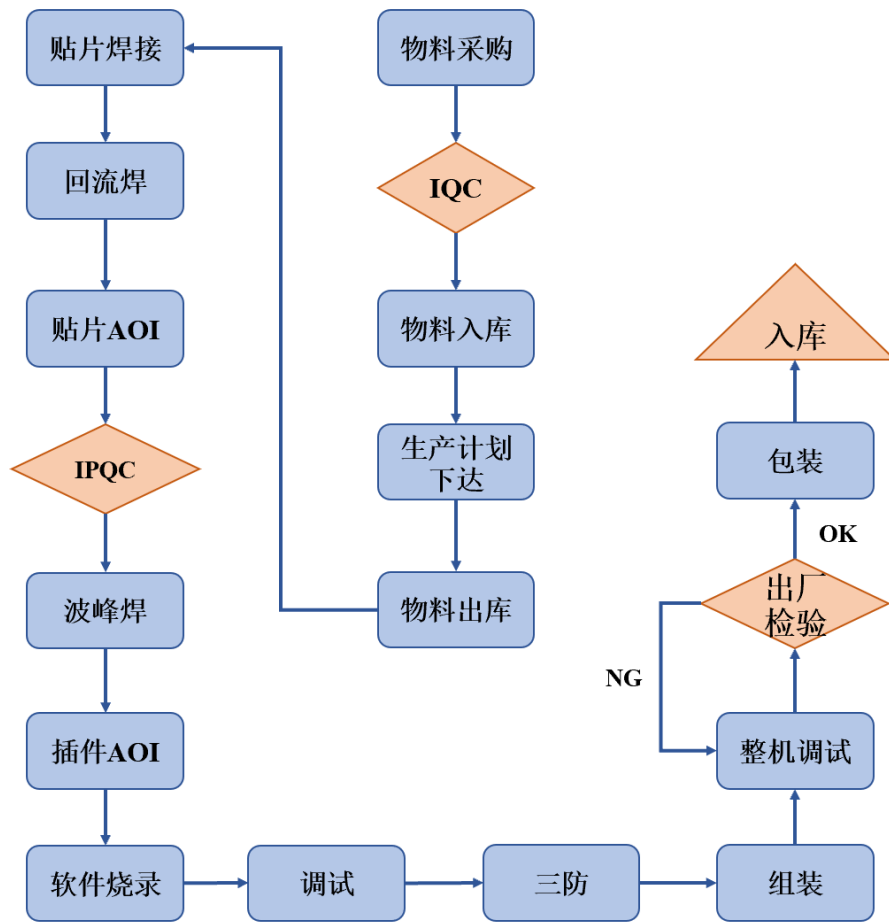 物料采购
IQC
物料入库
生产计划
下达
物料出库
贴片焊接
回流焊
贴片AOI
IPQC
波峰焊
插件AOI
软件烧录
调试
三防
组装
整机调试
出厂
检验
NG
OK
包装
入库